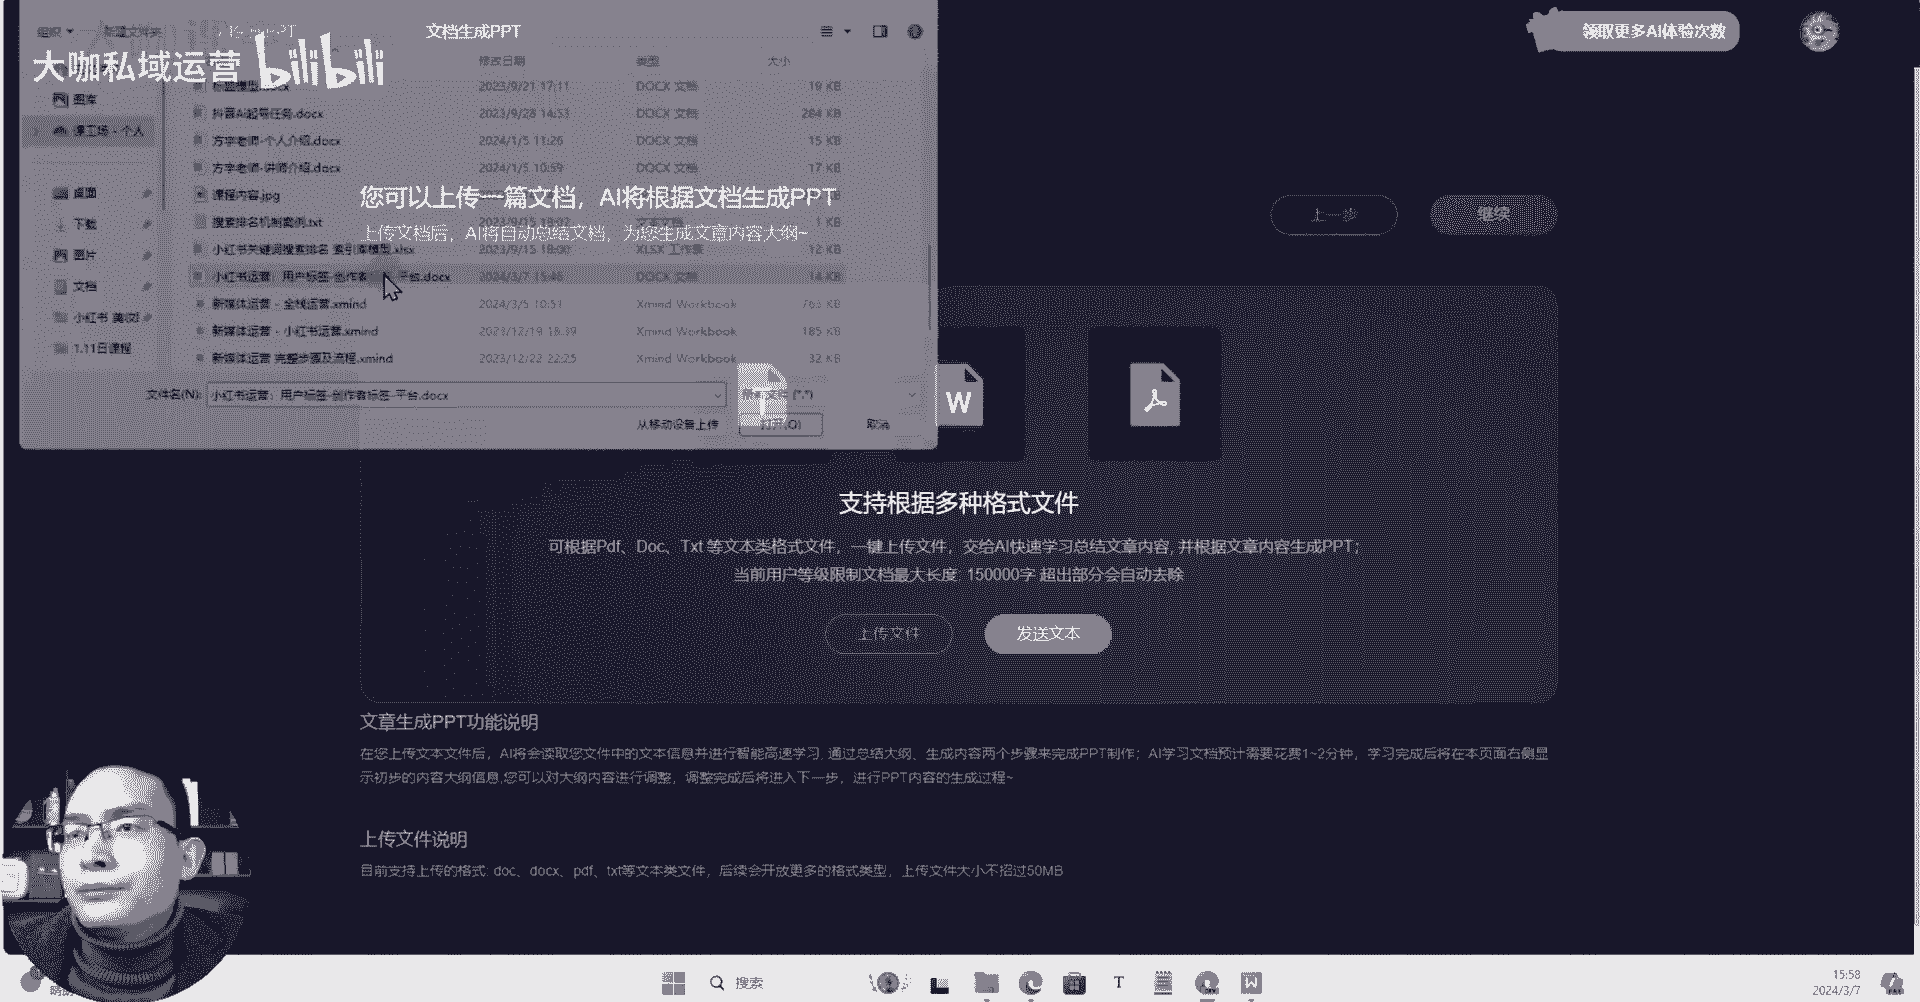 组织 新建文件夹
文档生成PPT
领取更多AI体验次数
大咖私域运营 bilibili
修改日期 类型 大小
标题模型.docx 2023/9/21 17:11 DOCX 文档 19 KB
图库
抖音AI起号任务.docx 2023/9/28 14:53 DOCX 文档 284 KB
课工场 - 个人
方宇老师-个人介绍.docx 2024/1/5 11:26 DOCX 文档 15 KB
方宇老师-讲师介绍.docx 2024/1/5 10:59 DOCX 文档 17 KB
桌面
课程内容.jpg
您可以上传一篇文档，AI将根据文档生成PPT
下载
搜索排名机制案例.txt 2023/9/15 18:02 文本文档 1 KB
上传文档后，AI将自动总结文档，为您生成文章内容大纲~
图片
小红书关键词搜索排名 索引库模型.xlsx 2023/9/15 18:00 XLSX 工作表 12 KB
文档
小红书运营：用户标签-创作者标签-平台.docx 2024/3/7 15:46 DOCX 文档 14 KB
新媒体运营 - 全栈运营.xmind 2024/3/5 10:51 Xmind Workbook 763 KB
小红书
新媒体运营 - 小红书运营.xmind 2023/12/19 18:39 Xmind Workbook 185 KB
1.11日课程
新媒体运营 完整步骤及流程.xmind 2023/12/22 22:25 Xmind Workbook 32 KB
文件名(N): 小红书运营：用户标签-创作者标签-平台.docx (*.*)
从移动设备上传 打开(O) 取消
上一步 继续
T W
支持根据多种格式文件
可根据Pdf、Doc、Txt 等文本类格式文件，一键上传文件，交给AI快速学习总结文章内容, 并根据文章内容生成PPT；
当前用户等级限制文档最大长度: 150000字 超出部分会自动去除
上传文件 发送文本
文章生成PPT功能说明
在您上传文本文件后，AI将会读取您文件中的文本信息并进行智能高速学习, 通过总结大纲、生成内容两个步骤来完成PPT制作；AI学习文档预计需要花费1~2分钟，学习完成后将在本页面右侧显
示初步的内容大纲信息,您可以对大纲内容进行调整，调整完成后将进入下一步，进行PPT内容的生成过程~
上传文件说明
目前支持上传的格式: doc、docx、pdf、txt等文本类文件，后续会开放更多的格式类型，上传文件大小不超过50MB
搜索
15:58
2024/3/7